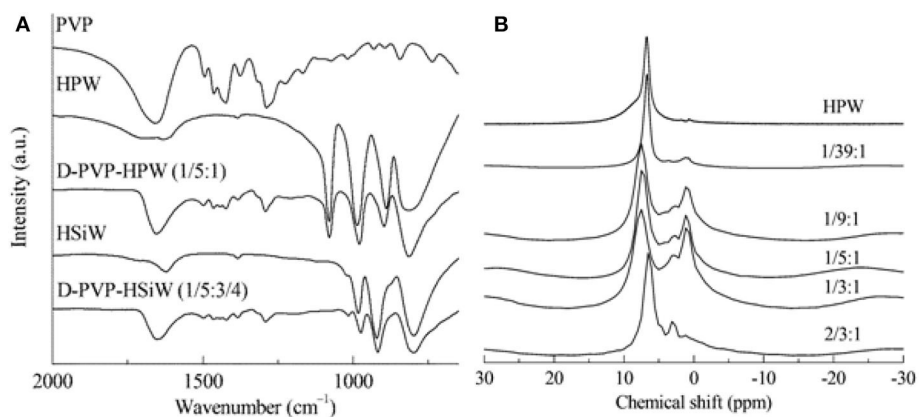 A
PVP
HPW
D-PVP-HPW (1/5:1)
HSiW
D-PVP-HSiW (1/5:3/4)
Intensity (a.u.)
2000 1500 1000
Wavenumber (cm⁻¹)
B
HPW
1/39:1
1/9:1
1/5:1
1/3:1
2/3:1
30 20 10 0 -10 -20 -30
Chemical shift (ppm)